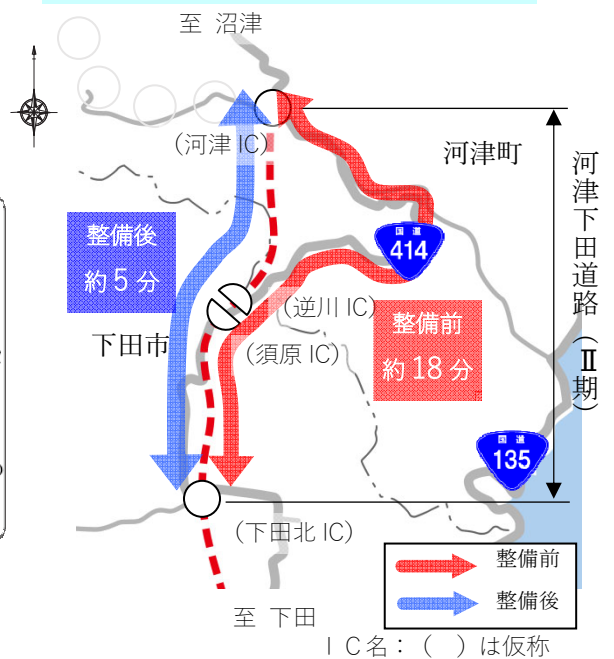 至 沼津
(河津 IC)
河津町
整備後
約 5 分
国道
414
河津下田道路(Ⅱ期)
(逆川 IC)
整備前
約 18 分
下田市
(須原 IC)
国道
135
(下田北 IC)
整備前
整備後
至 下田
ＩＣ名：（　）は仮称